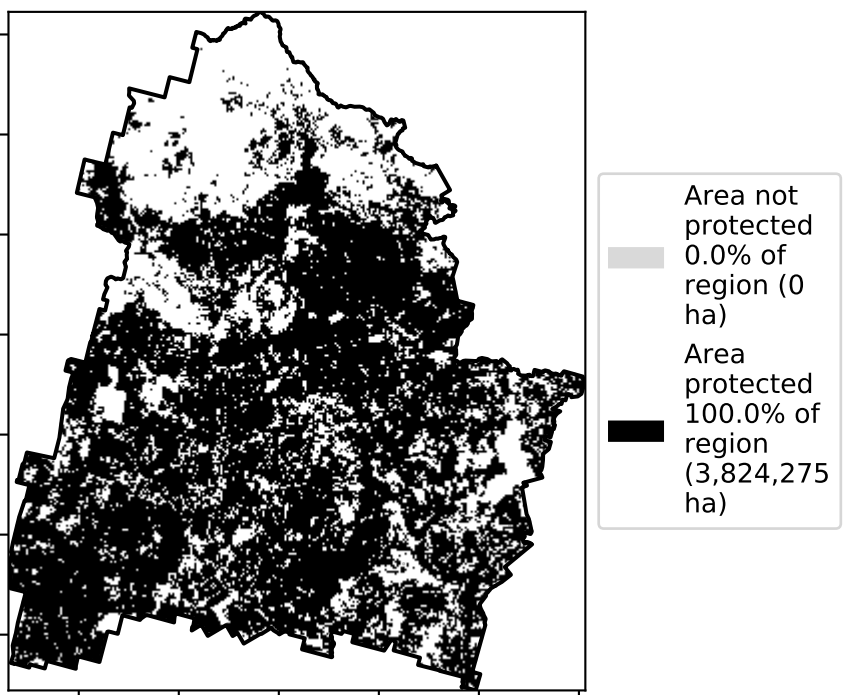 Area not
protected
0.0% of
region (0
ha)
Area
protected
100.0% of
region
(3,824,275
ha)